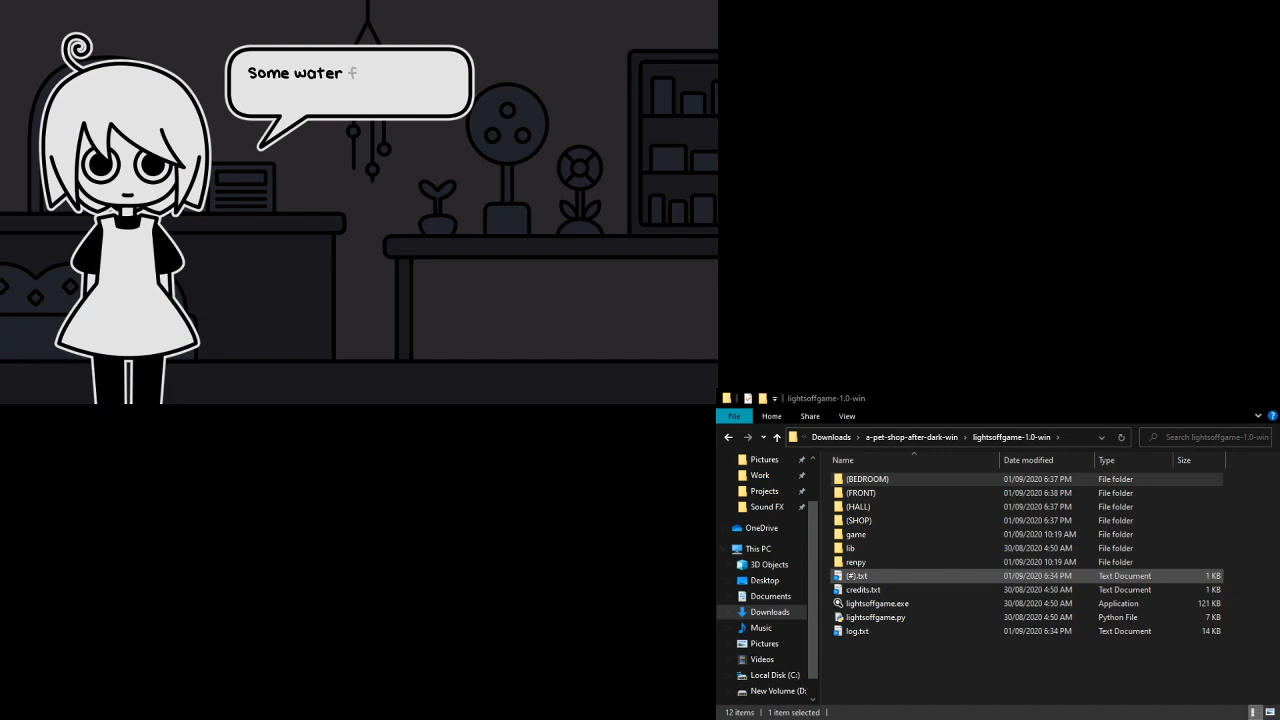 Some water f
lightsoffgame-1.0-win
File Home Share View
Downloads › a-pet-shop-after-dark-win › lightsoffgame-1.0-win ›
Search lightsoffgame-1.0-win
Pictures
Work
Projects
Sound FX
OneDrive
This PC
3D Objects
Desktop
Documents
Downloads
Music
Pictures
Videos
Local Disk (C:)
New Volume (D:
Name Date modified Type Size
(BEDROOM) 01/09/2020 6:37 PM File folder
(FRONT) 01/09/2020 6:38 PM File folder
(HALL) 01/09/2020 6:37 PM File folder
(SHOP) 01/09/2020 6:37 PM File folder
game 01/09/2020 10:19 AM File folder
lib 30/08/2020 4:50 AM File folder
renpy 01/09/2020 10:19 AM File folder
(#).txt 01/09/2020 6:34 PM Text Document 1 KB
credits.txt 30/08/2020 4:50 AM Text Document 1 KB
lightsoffgame.exe 30/08/2020 4:50 AM Application 121 KB
lightsoffgame.py 30/08/2020 4:50 AM Python File 7 KB
log.txt 01/09/2020 6:34 PM Text Document 14 KB
12 items 1 item selected